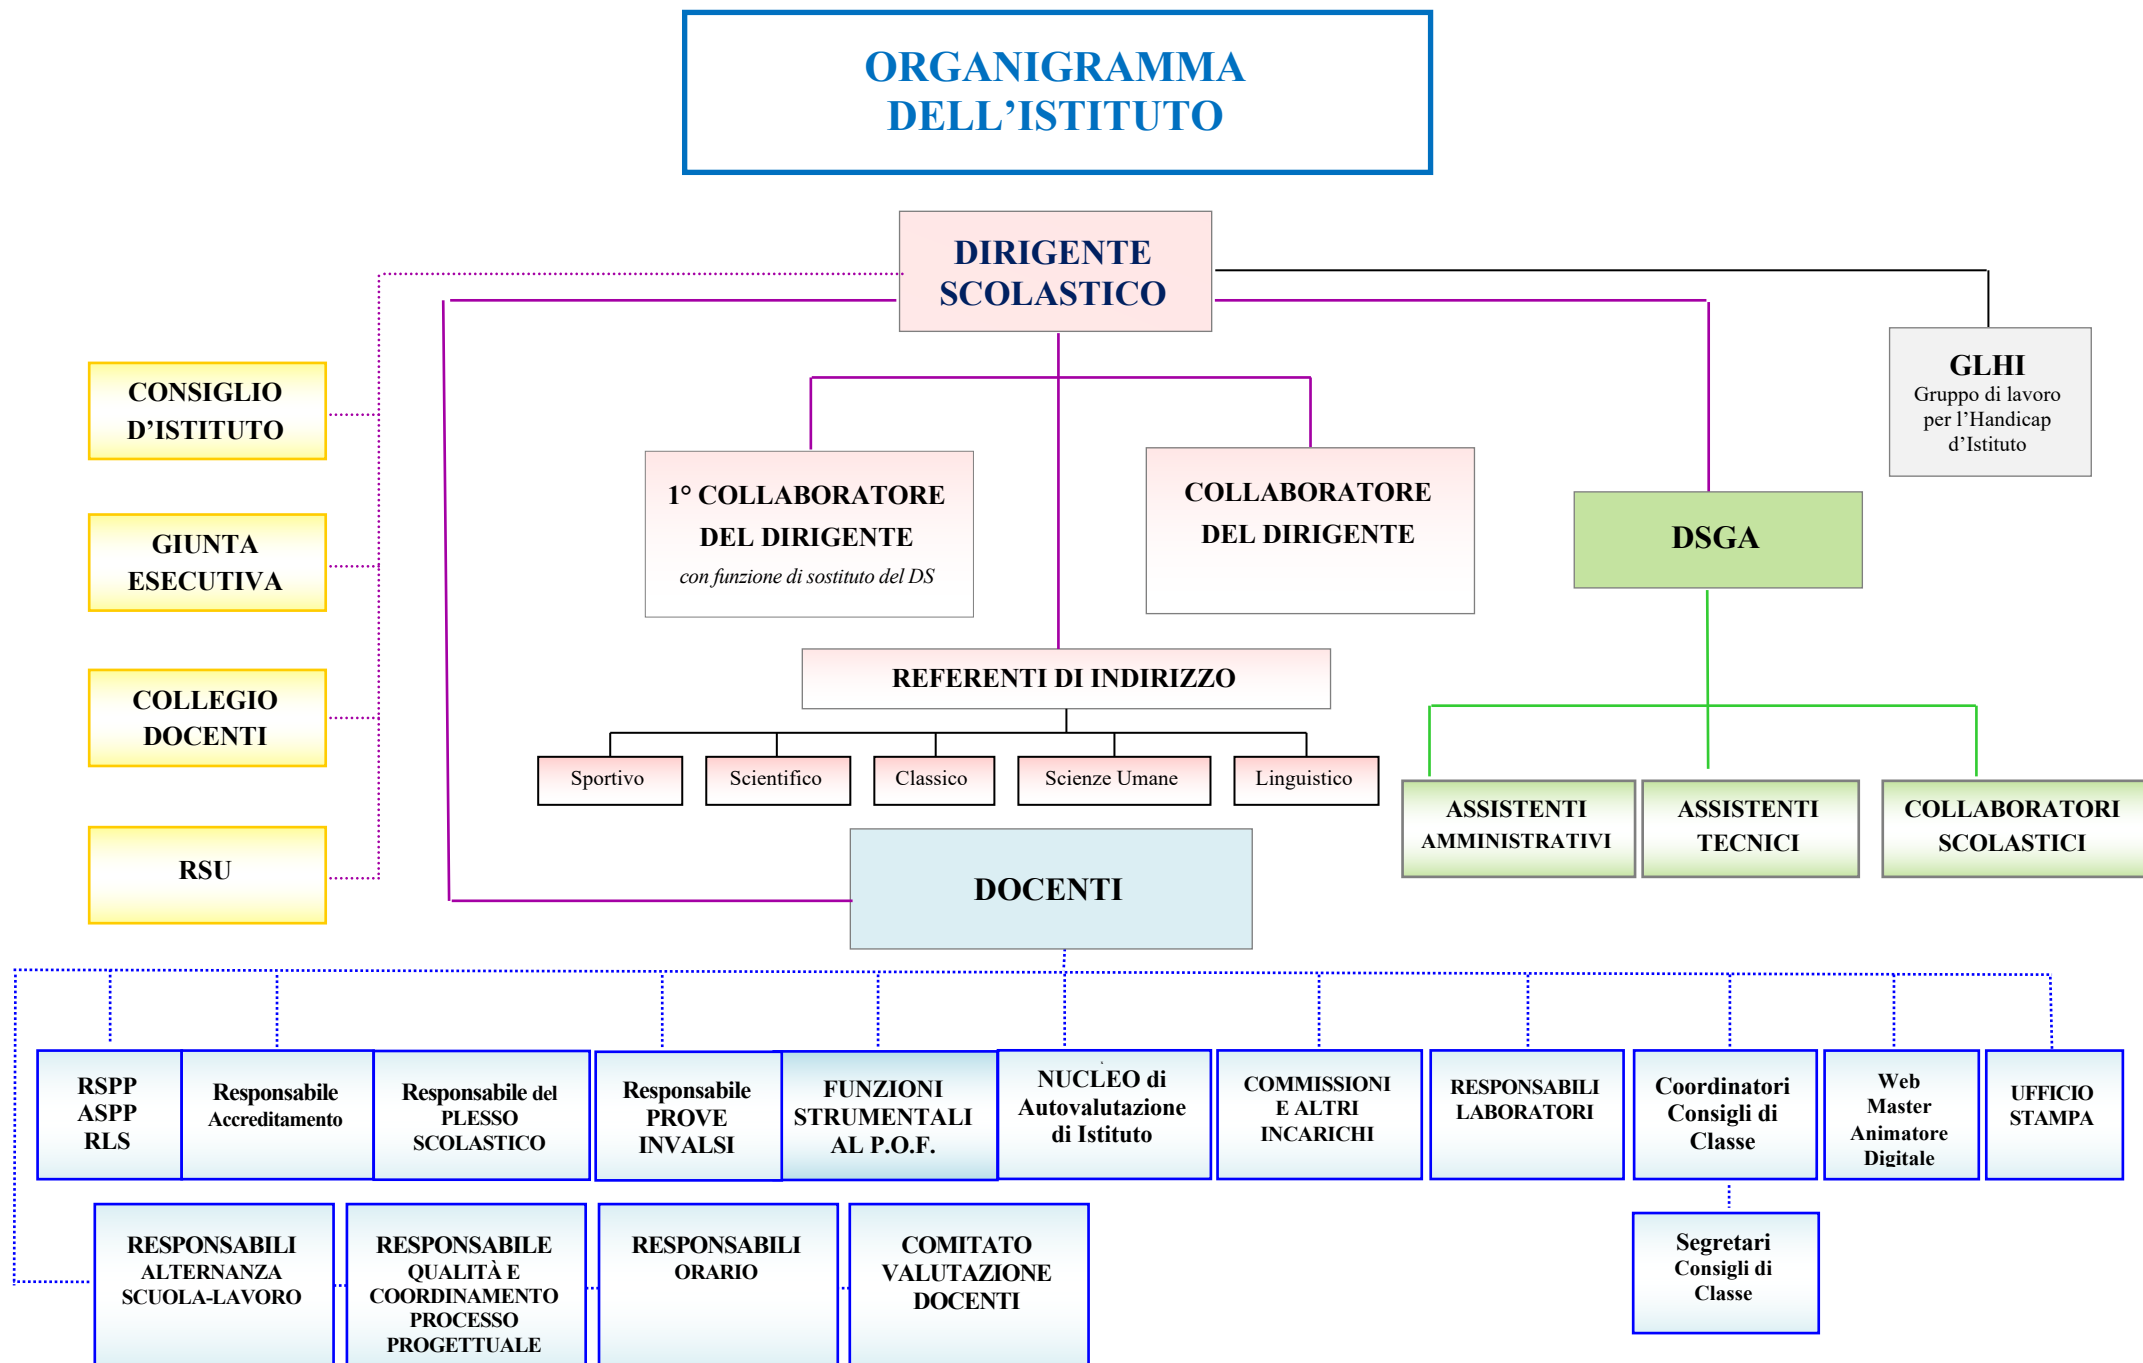 ORGANIGRAMMA
DELL’ISTITUTO
DIRIGENTE
SCOLASTICO
GLHI
Gruppo di lavoro
per l’Handicap
d’Istituto
CONSIGLIO
D’ISTITUTO
GIUNTA
ESECUTIVA
COLLEGIO
DOCENTI
RSU
1° COLLABORATORE
DEL DIRIGENTE
con funzione di sostituto del DS
COLLABORATORE
DEL DIRIGENTE
DSGA
REFERENTI DI INDIRIZZO
Sportivo
Scientifico
Classico
Scienze Umane
Linguistico
ASSISTENTI
AMMINISTRATIVI
ASSISTENTI
TECNICI
COLLABORATORI
SCOLASTICI
DOCENTI
RSPP
ASPP
RLS
Responsabile
Accreditamento
Responsabile del
PLESSO
SCOLASTICO
Responsabile
PROVE
INVALSI
FUNZIONI
STRUMENTALI
AL P.O.F.
NUCLEO di
Autovalutazione
di Istituto
COMMISSIONI
E ALTRI
INCARICHI
RESPONSABILI
LABORATORI
Coordinatori
Consigli di
Classe
Web
Master
Animatore
Digitale
UFFICIO
STAMPA
RESPONSABILI
ALTERNANZA
SCUOLA-LAVORO
RESPONSABILE
QUALITÀ E
COORDINAMENTO
PROCESSO
PROGETTUALE
RESPONSABILI
ORARIO
COMITATO
VALUTAZIONE
DOCENTI
Segretari
Consigli di
Classe